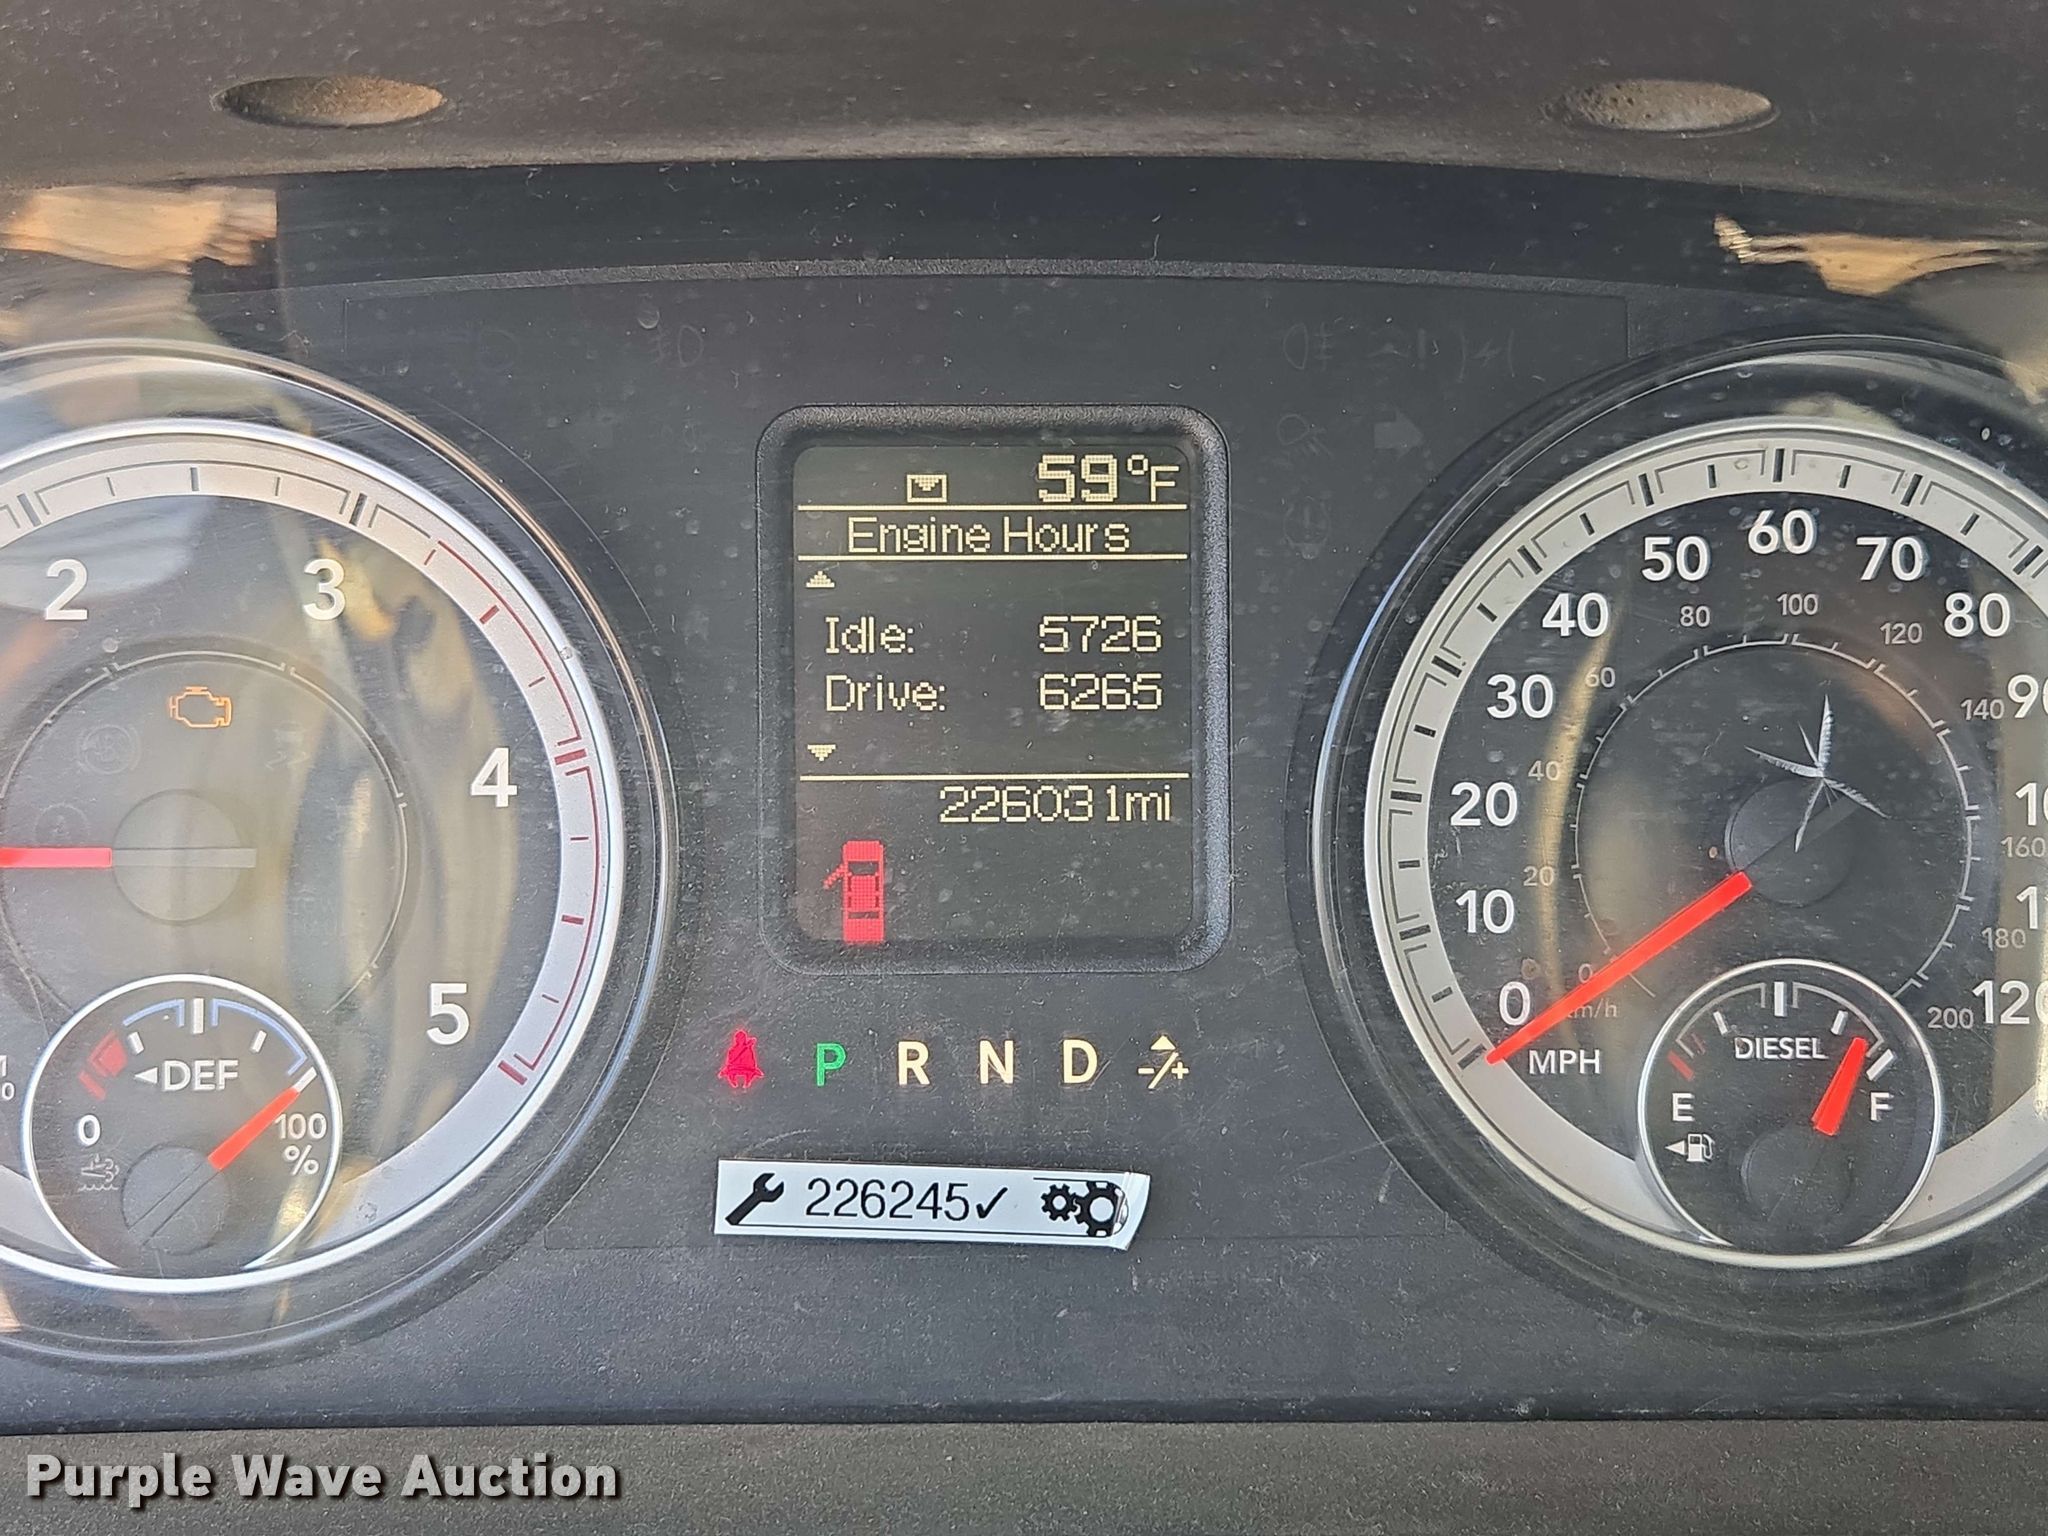 59°F
Engine Hours
Idle: 5726
Drive: 6265
226031mi
2
3
4
5
DEF
0
100
%
P R N D -/+
226245✓
0
10
20
30
40
50
60
70
80
120
MPH
0
20
40
60
80
100
120
140
160
180
200
km/h
DIESEL
E
F
Purple Wave Auction